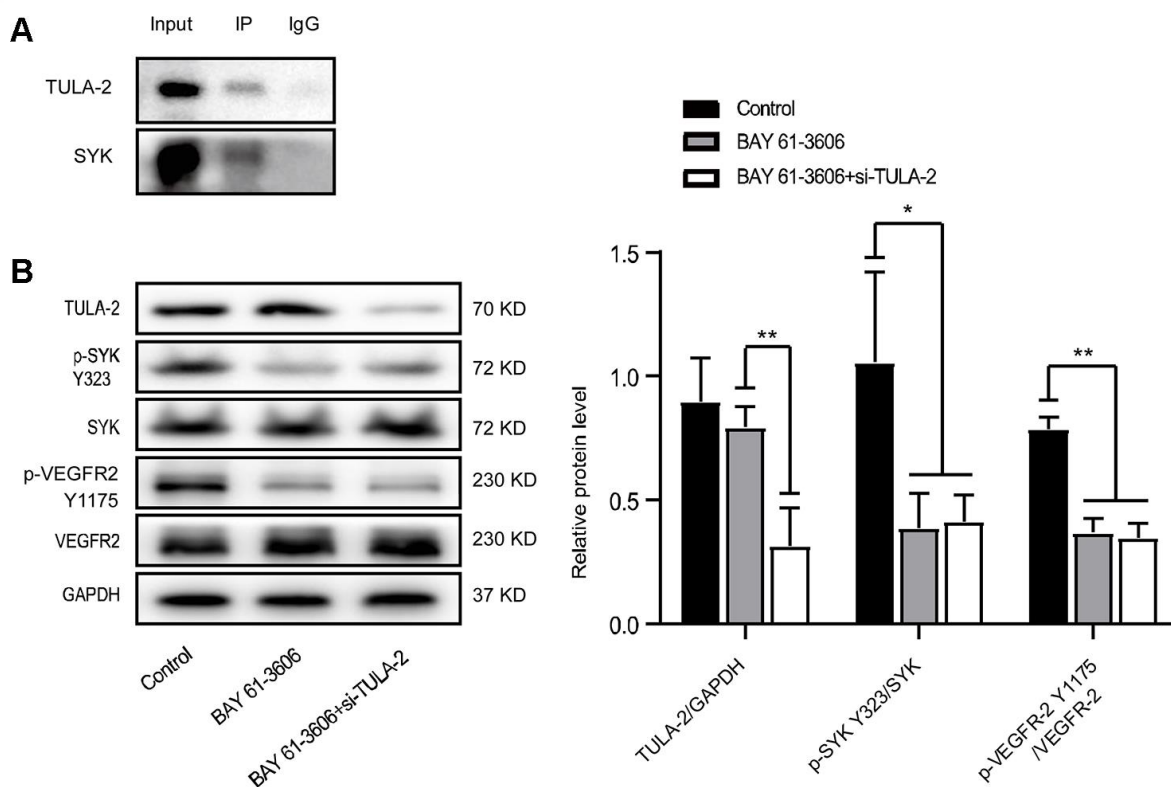 A
Input IP IgG
TULA-2
SYK
B
TULA-2 70 KD
p-SYK
Y323 72 KD
SYK 72 KD
p-VEGFR2
Y1175 230 KD
VEGFR2 230 KD
GAPDH 37 KD
Control
BAY 61-3606
BAY 61-3606+si-TULA-2
Control
BAY 61-3606
BAY 61-3606+si-TULA-2
*
**
**
Relative protein level
1.5
1.0
0.5
0.0
TULA-2/GAPDH
p-SYK Y323/SYK
p-VEGFR-2 Y1175
/VEGFR-2